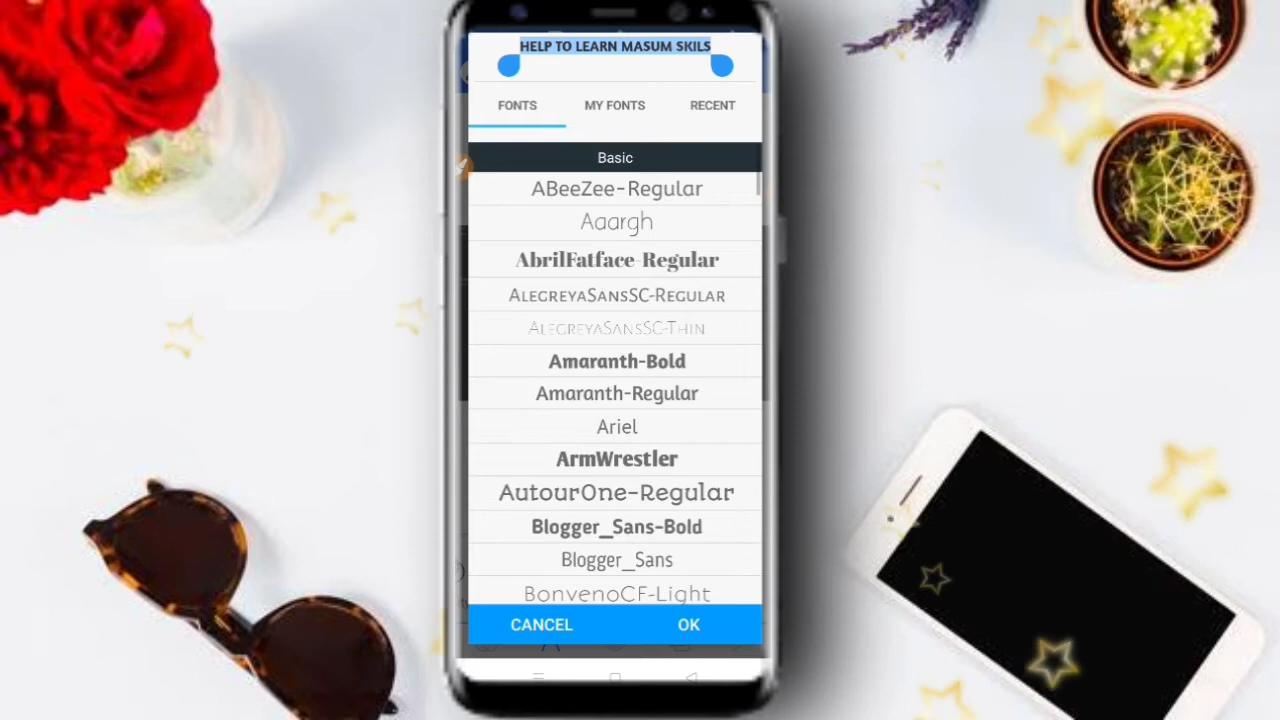 HELP TO LEARN MASUM SKILS
FONTS MY FONTS RECENT
Basic
ABeeZee-Regular
Aaargh
AbrilFatface-Regular
AlegreyaSansSC-Regular
AlegreyaSansSC-Thin
Amaranth-Bold
Amaranth-Regular
Ariel
ArmWrestler
AutourOne-Regular
Blogger_Sans-Bold
Blogger_Sans
BonvenoCF-Light
CANCEL OK